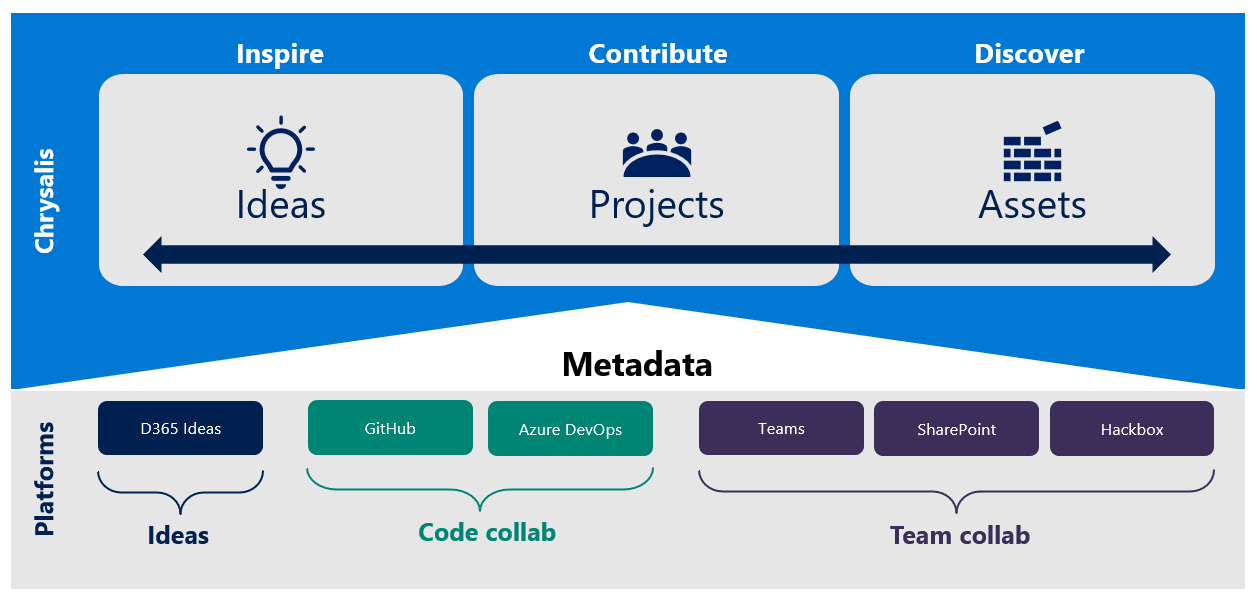 Inspire
Contribute
Discover
Chrysalis
Ideas
Projects
Assets
Metadata
Platforms
D365 Ideas
GitHub
Azure DevOps
Teams
SharePoint
Hackbox
Ideas
Code collab
Team collab